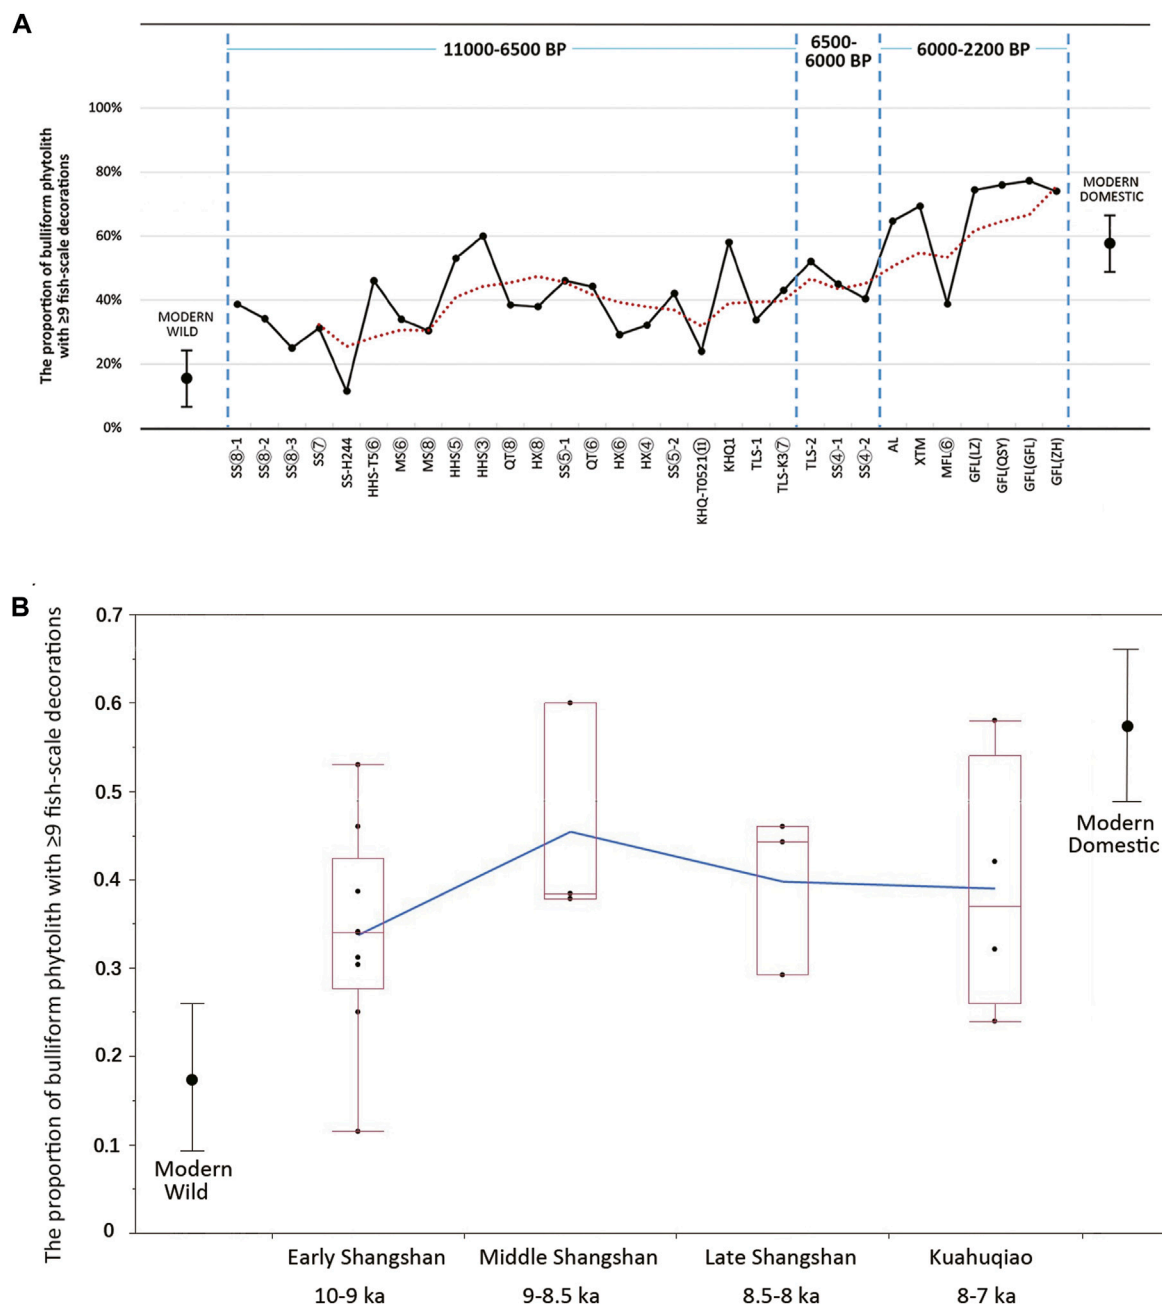 A
11000-6500 BP
6500-
6000 BP
6000-2200 BP
The proportion of bulliform phytolith
with ≥9 fish-scale decorations
100%
80%
60%
40%
20%
0%
MODERN
WILD
MODERN
DOMESTIC
SS⑧-1
SS⑧-2
SS⑧-3
SS⑦
SS-H244
HHS-T5⑥
MS⑥
MS⑧
HHS⑤
HHS③
QT⑧
HX⑧
SS⑤-1
QT⑥
HX⑥
HX④
SS⑤-2
KHQ-T0521⑪
KHQ1
TLS-1
TLS-K3⑦
TLS-2
SS④-1
SS④-2
AL
XTM
MFL⑥
GFL(LZ)
GFL(QSY)
GFL(GFL)
GFL(ZH)
B
The proportion of bulliform phytolith with ≥9 fish-scale decorations
0.7
0.6
0.5
0.4
0.3
0.2
0.1
0
Modern
Wild
Modern
Domestic
Early Shangshan
Middle Shangshan
Late Shangshan
Kuahuqiao
10-9 ka
9-8.5 ka
8.5-8 ka
8-7 ka